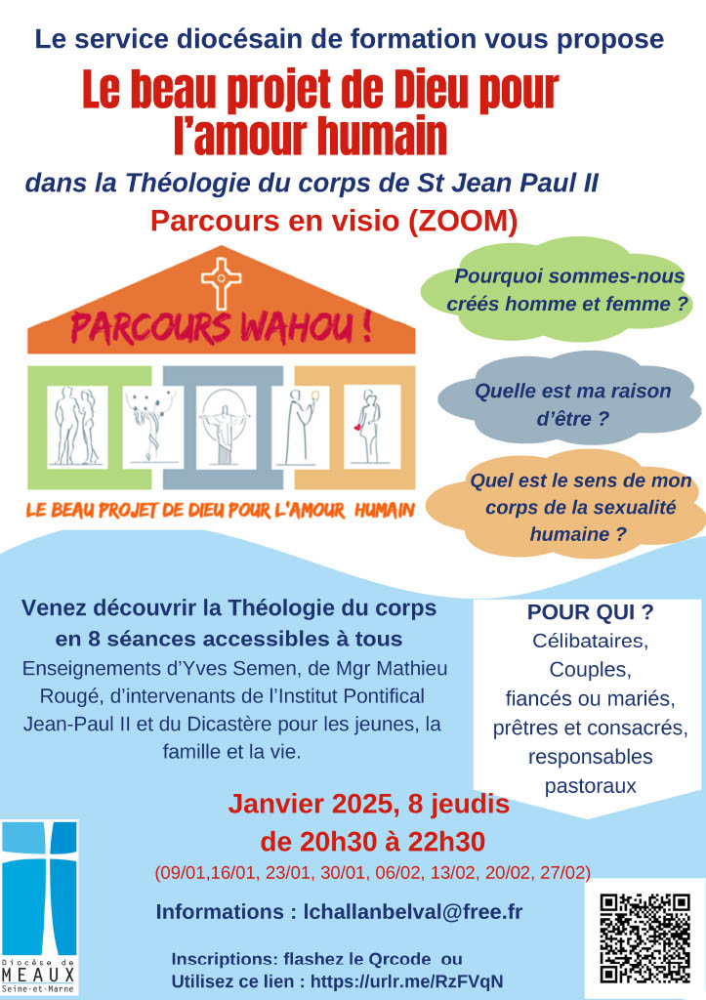 Le service diocésain de formation vous propose
Le beau projet de Dieu pour
l'amour humain
dans la Théologie du corps de St Jean Paul II
Parcours en visio (ZOOM)
PARCOURS WAHOU !
LE BEAU PROJET DE DIEU POUR L'AMOUR HUMAIN
Pourquoi sommes-nous
créés homme et femme ?
Quelle est ma raison
d'être ?
Quel est le sens de mon
corps de la sexualité
humaine ?
Venez découvrir la Théologie du corps
en 8 séances accessibles à tous
Enseignements d'Yves Semen, de Mgr Mathieu
Rougé, d'intervenants de l'Institut Pontifical
Jean-Paul II et du Dicastère pour les jeunes, la
famille et la vie.
POUR QUI ?
Célibataires,
Couples,
fiancés ou mariés,
prêtres et consacrés,
responsables
pastoraux
Janvier 2025, 8 jeudis
de 20h30 à 22h30
(09/01,16/01, 23/01, 30/01, 06/02, 13/02, 20/02, 27/02)
Informations : lchallanbelval@free.fr
Inscriptions: flashez le Qrcode ou
Utilisez ce lien : https://urlr.me/RzFVqN
Diocèse de
MEAUX
Seine-et-Marne